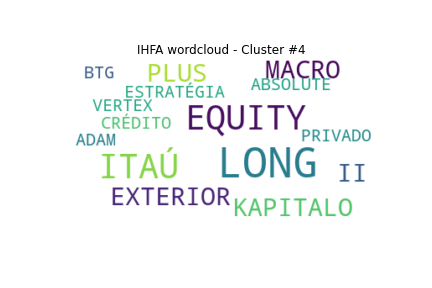 IHFA wordcloud - Cluster #4
BTG PLUS MACRO
ESTRATÉGIA ABSOLUTE
VERTEX
CRÉDITO EQUITY
ADAM PRIVADO
ITAÚ LONG II
EXTERIOR KAPITALO